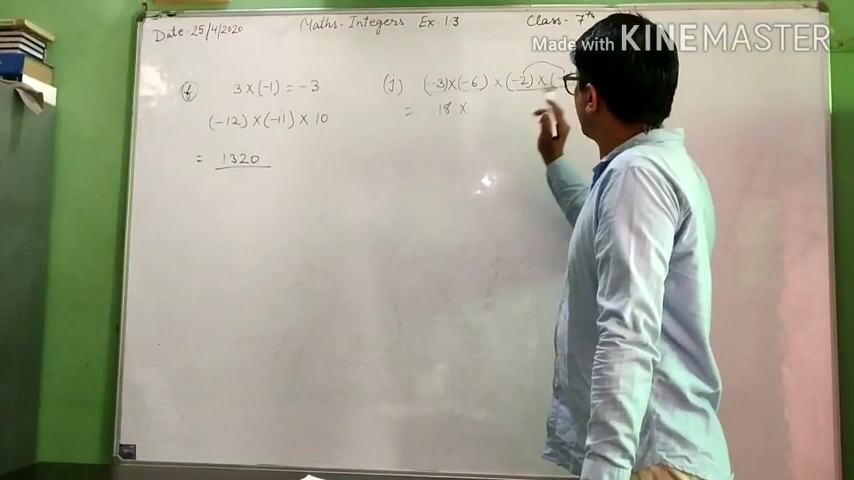 Date-25/4/2020 Maths-Integers Ex-1.3 Class-7th
Made with KINEMASTER
(f) 3×(-1) = -3 (j) (-3)×(-6) ×(-2)×(-
= 18 ×
(-12) ×(-11)× 10
= 1320